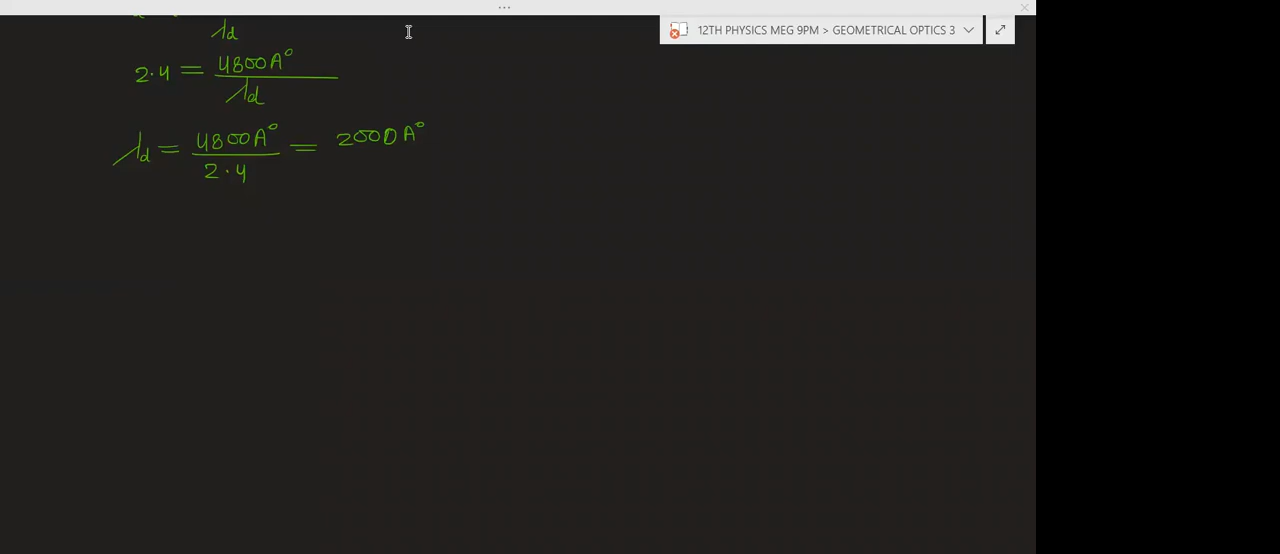 ...
12TH PHYSICS MEG 9PM > GEOMETRICAL OPTICS 3
λd
2.4 = 4800A°
λd
λd = 4800A° = 2000A°
2.4